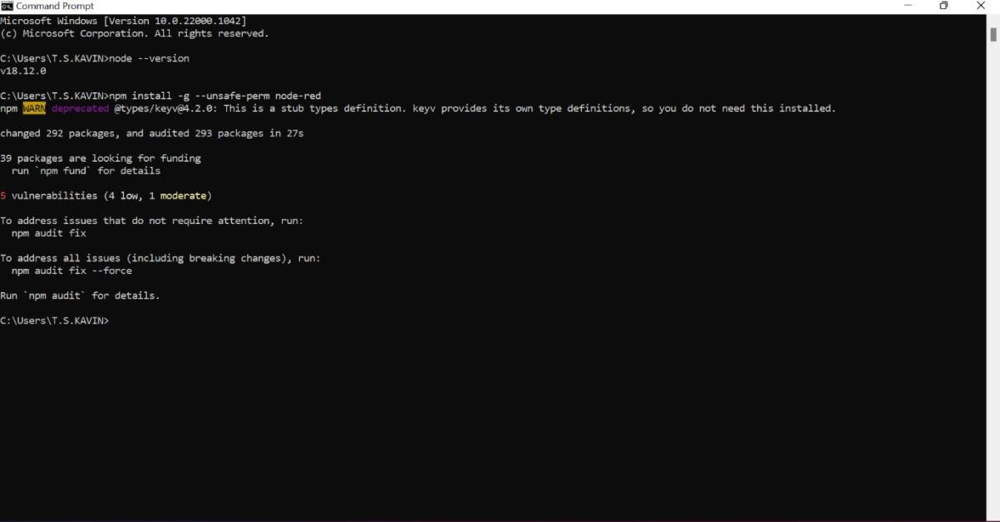 Command Prompt
Microsoft Windows [Version 10.0.22000.1042]
(c) Microsoft Corporation. All rights reserved.
C:\Users\T.S.KAVIN>node --version
v18.12.0
C:\Users\T.S.KAVIN>npm install -g --unsafe-perm node-red
npm WARN deprecated @types/keyv@4.2.0: This is a stub types definition. keyv provides its own type definitions, so you do not need this installed.
changed 292 packages, and audited 293 packages in 27s
39 packages are looking for funding
run `npm fund` for details
5 vulnerabilities (4 low, 1 moderate)
To address issues that do not require attention, run:
npm audit fix
To address all issues (including breaking changes), run:
npm audit fix --force
Run `npm audit` for details.
C:\Users\T.S.KAVIN>